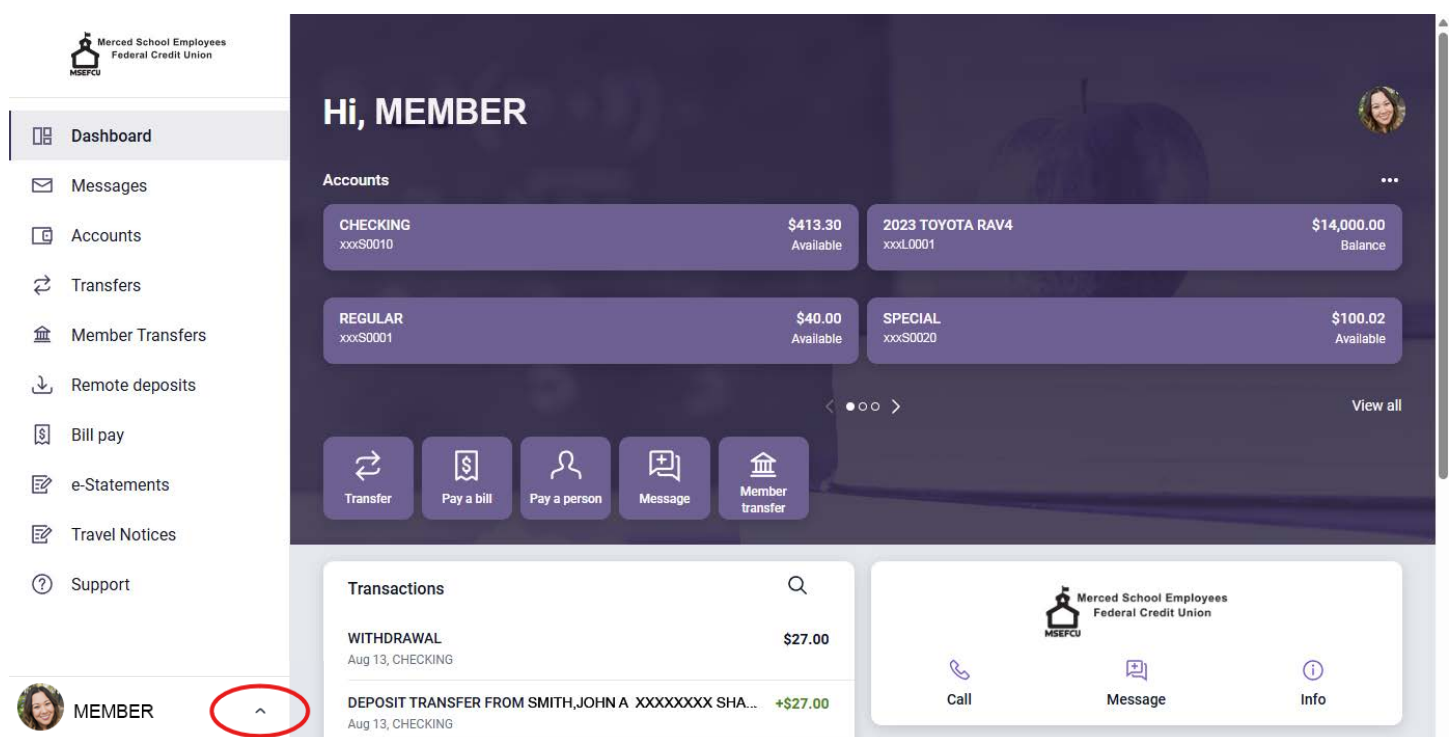 Merced School Employees
Federal Credit Union
MSEFCU
Dashboard
Messages
Accounts
Transfers
Member Transfers
Remote deposits
Bill pay
e-Statements
Travel Notices
Support
MEMBER
Hi, MEMBER
Accounts
CHECKING $413.30
xxxS0010 Available
2023 TOYOTA RAV4 $14,000.00
xxxL0001 Balance
REGULAR $40.00
xxxS0001 Available
SPECIAL $100.02
xxxS0020 Available
View all
Transfer
Pay a bill
Pay a person
Message
Member
transfer
Transactions
WITHDRAWAL $27.00
Aug 13, CHECKING
DEPOSIT TRANSFER FROM SMITH,JOHN A XXXXXXXX SHA... +$27.00
Aug 13, CHECKING
Merced School Employees
Federal Credit Union
MSEFCU
Call
Message
Info